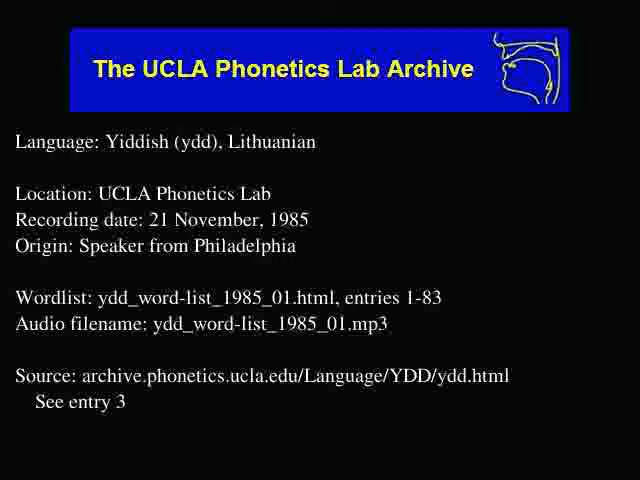 The UCLA Phonetics Lab Archive
Language: Yiddish (ydd), Lithuanian
Location: UCLA Phonetics Lab
Recording date: 21 November, 1985
Origin: Speaker from Philadelphia
Wordlist: ydd_word-list_1985_01.html, entries 1-83
Audio filename: ydd_word-list_1985_01.mp3
Source: archive.phonetics.ucla.edu/Language/YDD/ydd.html
See entry 3